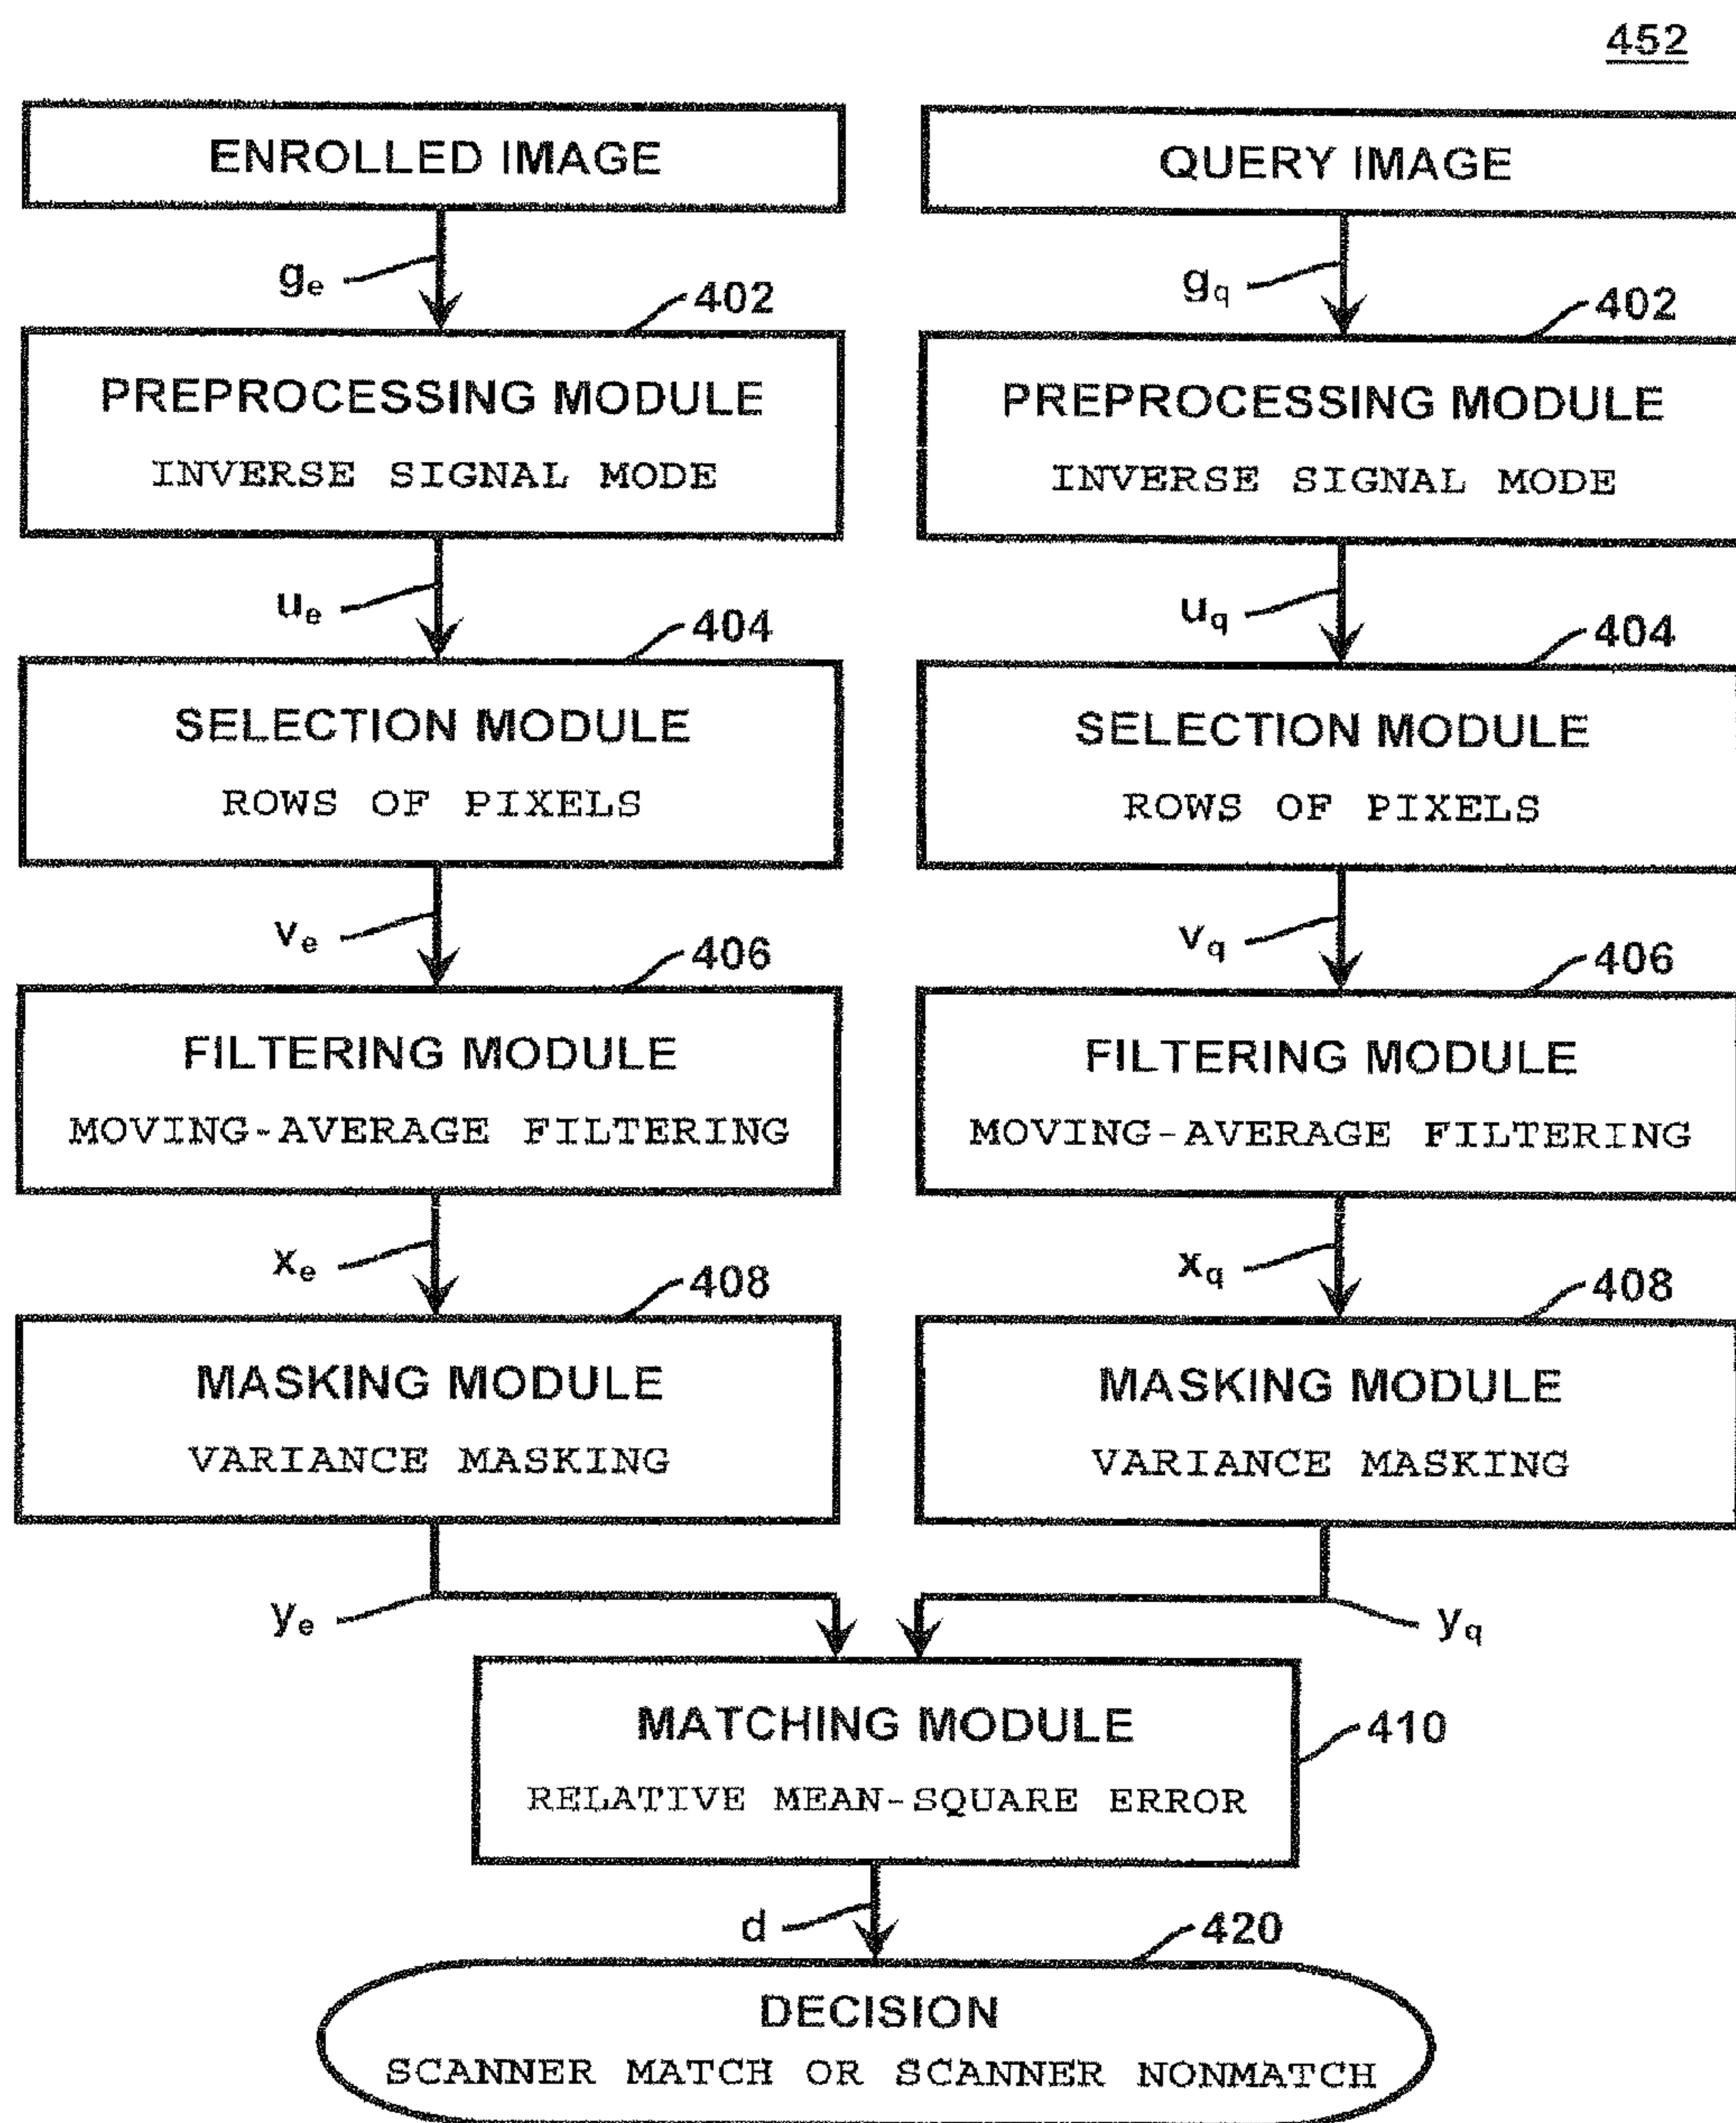 452
ENROLLED IMAGE
QUERY IMAGE
ge
gq
402
402
PREPROCESSING MODULE
INVERSE SIGNAL MODE
PREPROCESSING MODULE
INVERSE SIGNAL MODE
ue
uq
404
404
SELECTION MODULE
ROWS OF PIXELS
SELECTION MODULE
ROWS OF PIXELS
ve
vq
406
406
FILTERING MODULE
MOVING-AVERAGE FILTERING
FILTERING MODULE
MOVING-AVERAGE FILTERING
xe
xq
408
408
MASKING MODULE
VARIANCE MASKING
MASKING MODULE
VARIANCE MASKING
ye
yq
MATCHING MODULE
RELATIVE MEAN-SQUARE ERROR
410
d
420
DECISION
SCANNER MATCH OR SCANNER NONMATCH